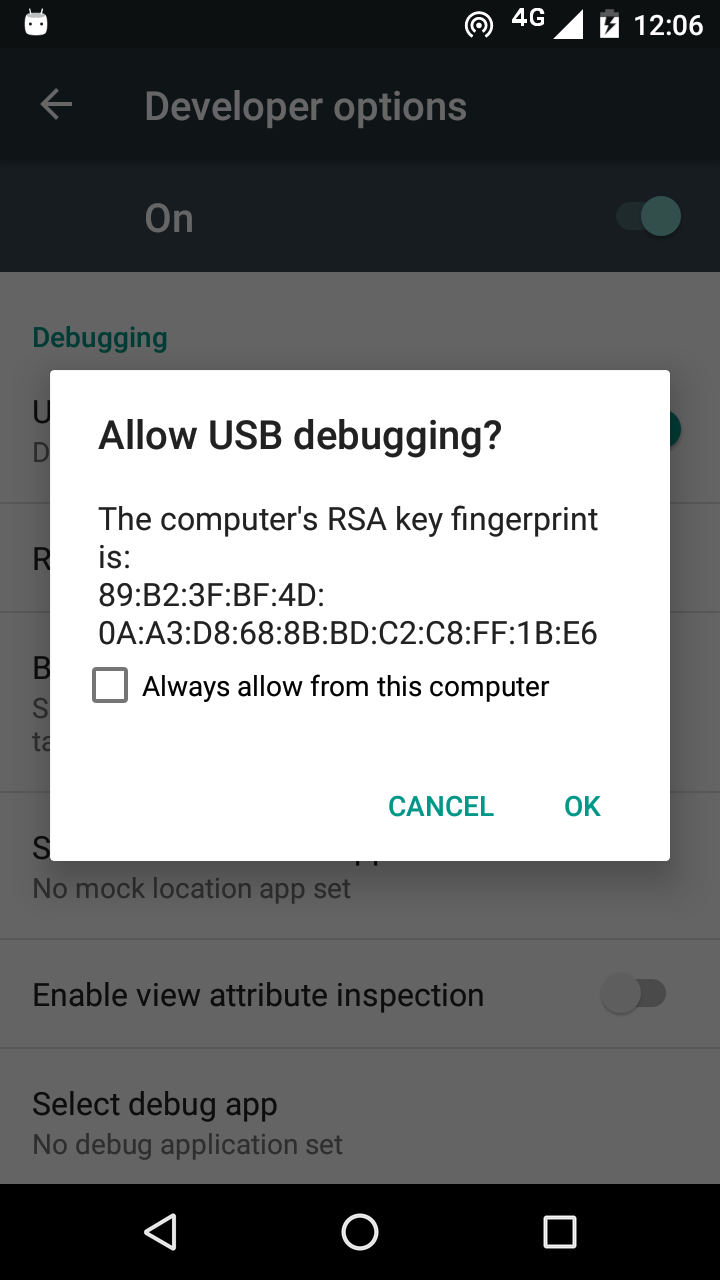 4G 12:06
Developer options
On
Debugging
U
D
Allow USB debugging?
The computer's RSA key fingerprint
is:
89:B2:3F:BF:4D:
0A:A3:D8:68:8B:BD:C2:C8:FF:1B:E6
Always allow from this computer
CANCEL OK
R
B
S
ta
S
No mock location app set
Enable view attribute inspection
Select debug app
No debug application set